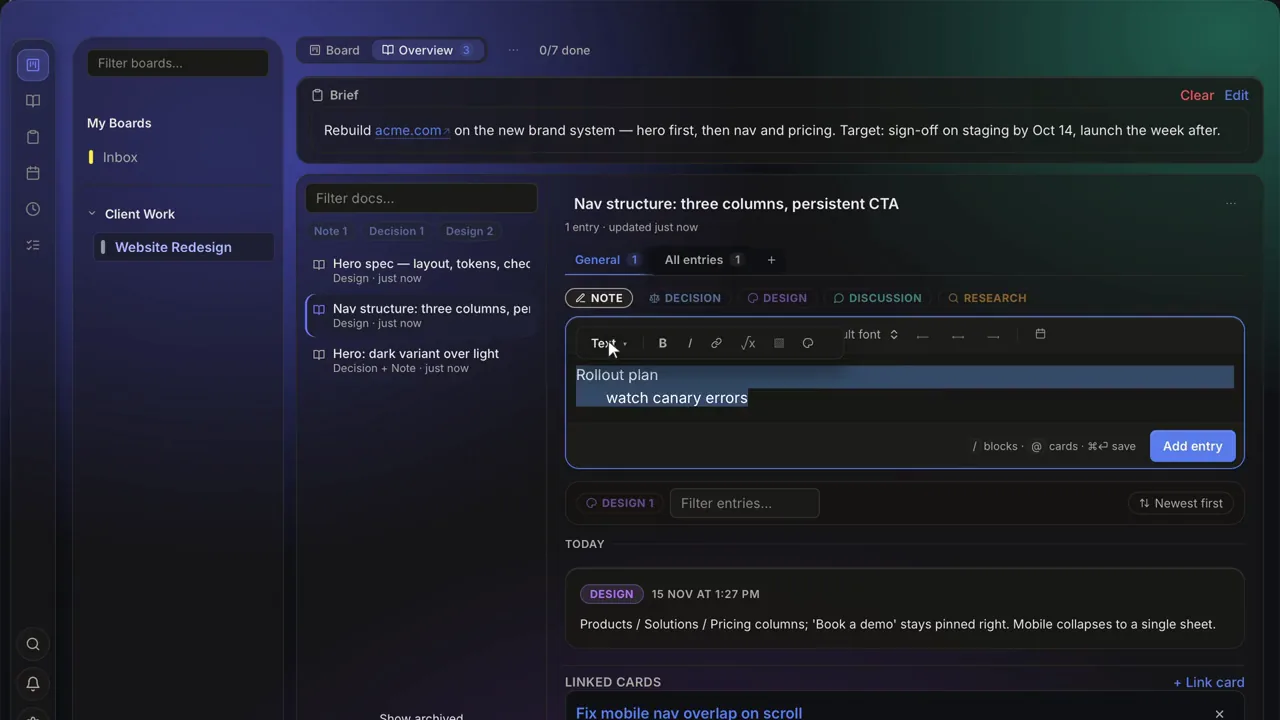 Filter boards...
My Boards
Inbox
Client Work
Website Redesign
Board
Overview 3
...
0/7 done
Brief
Clear Edit
Rebuild acme.com on the new brand system — hero first, then nav and pricing. Target: sign-off on staging by Oct 14, launch the week after.
Filter docs...
Note 1 Decision 1 Design 2
Hero spec — layout, tokens, chec
Design · just now
Nav structure: three columns, per
Design · just now
Hero: dark variant over light
Decision + Note · just now
Show archived
Nav structure: three columns, persistent CTA
...
1 entry · updated just now
General 1 All entries 1 +
NOTE DECISION DESIGN DISCUSSION RESEARCH
Text B I √x ult font
Rollout plan
watch canary errors
/ blocks · @ cards · ⌘⏎ save Add entry
DESIGN 1 Filter entries... Newest first
TODAY
DESIGN 15 NOV AT 1:27 PM
Products / Solutions / Pricing columns; 'Book a demo' stays pinned right. Mobile collapses to a single sheet.
LINKED CARDS + Link card
Fix mobile nav overlap on scroll